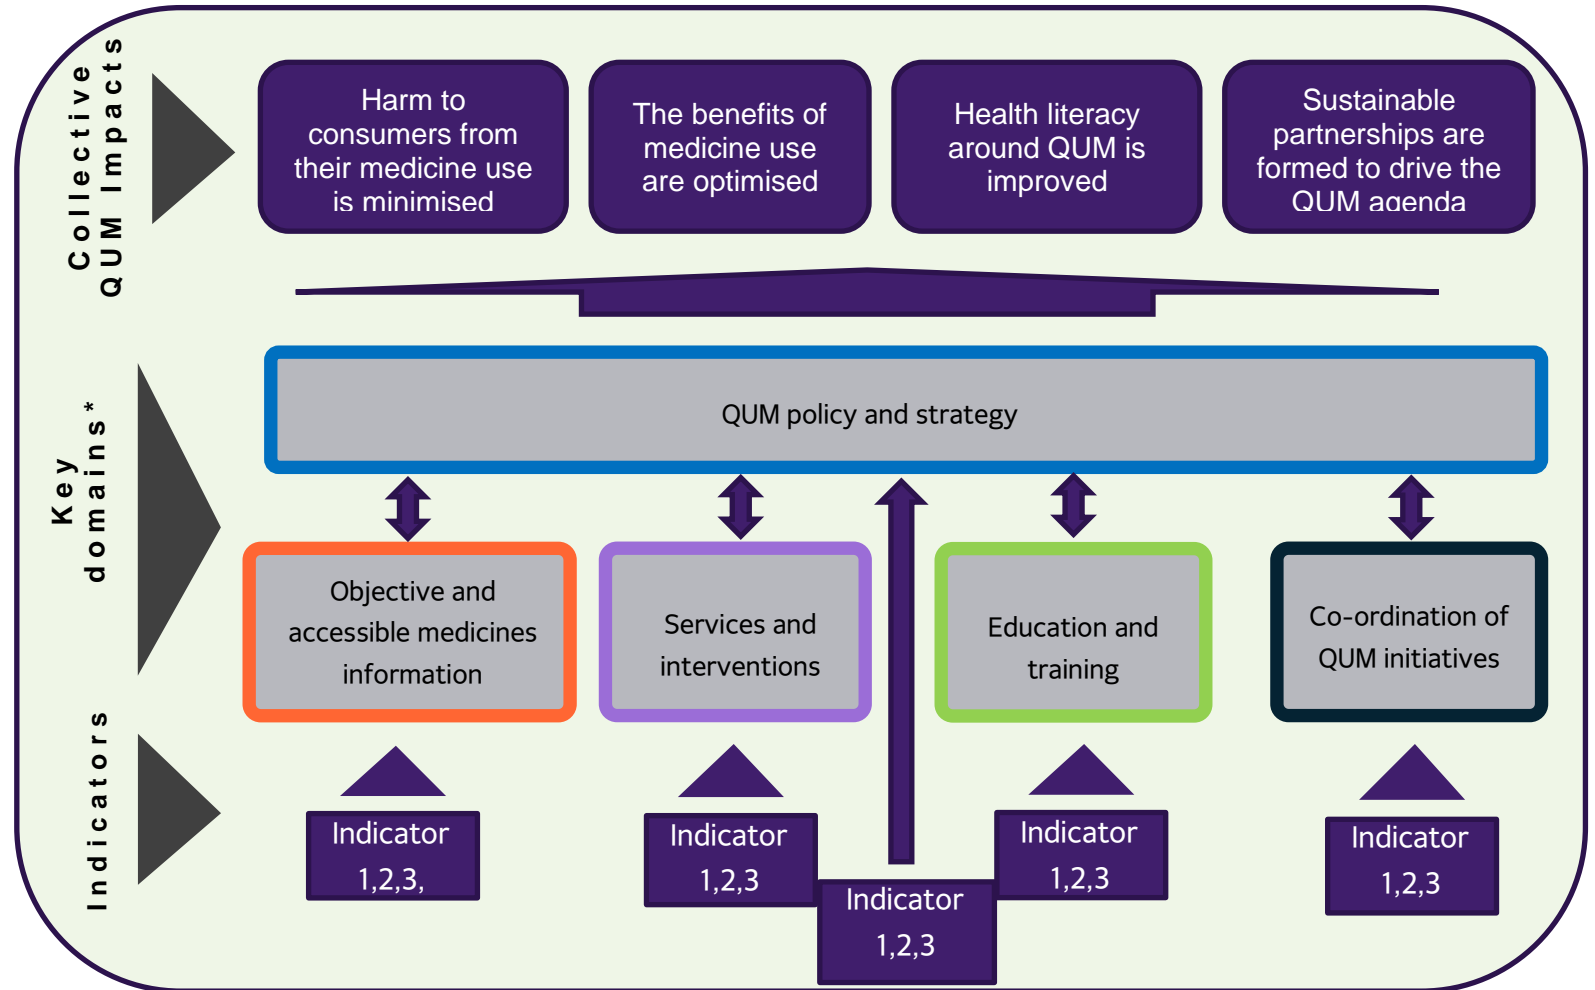 Collective
QUM Impacts
Harm to
consumers from
their medicine use
is minimised
The benefits of
medicine use
are optimised
Health literacy
around QUM is
improved
Sustainable
partnerships are
formed to drive the
QUM agenda
Key
domains*
QUM policy and strategy
Objective and
accessible medicines
information
Services and
interventions
Education and
training
Co-ordination of
QUM initiatives
Indicators
Indicator
1,2,3,
Indicator
1,2,3
Indicator
1,2,3
Indicator
1,2,3
Indicator
1,2,3